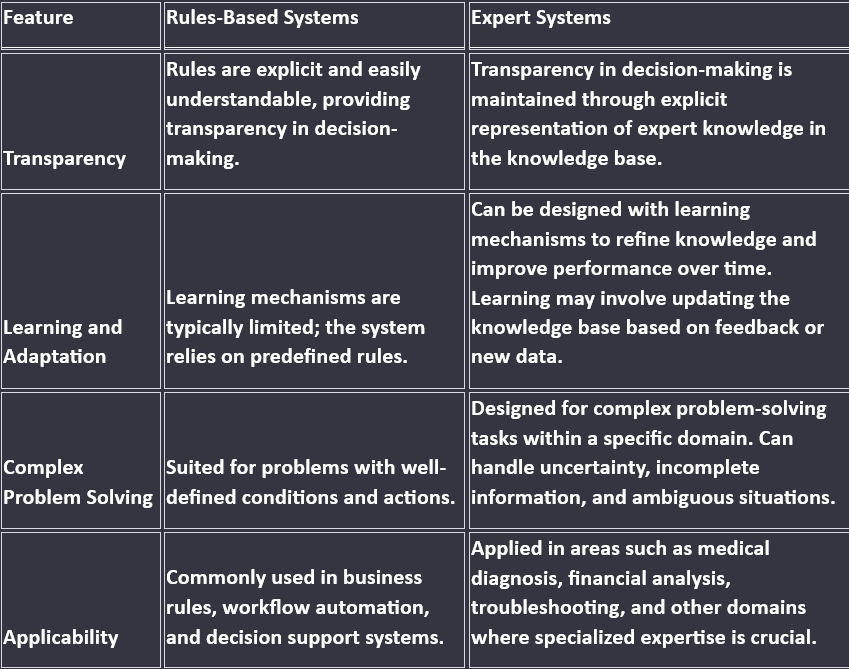 Feature
Rules-Based Systems
Expert Systems
Transparency
Rules are explicit and easily
understandable, providing
transparency in decision-
making.
Transparency in decision-making is
maintained through explicit
representation of expert knowledge in
the knowledge base.
Learning and
Adaptation
Learning mechanisms are
typically limited; the system
relies on predefined rules.
Can be designed with learning
mechanisms to refine knowledge and
improve performance over time.
Learning may involve updating the
knowledge base based on feedback or
new data.
Complex
Problem Solving
Suited for problems with well-
defined conditions and actions.
Designed for complex problem-solving
tasks within a specific domain. Can
handle uncertainty, incomplete
information, and ambiguous situations.
Applicability
Commonly used in business
rules, workflow automation,
and decision support systems.
Applied in areas such as medical
diagnosis, financial analysis,
troubleshooting, and other domains
where specialized expertise is crucial.